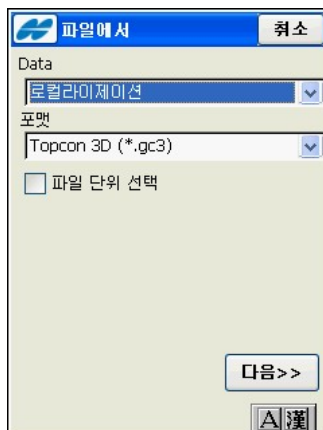 파일에서
취소
Data
로컬라이제이션
포맷
Topcon 3D (*.gc3)
파일 단위 선택
다음>>
A漢